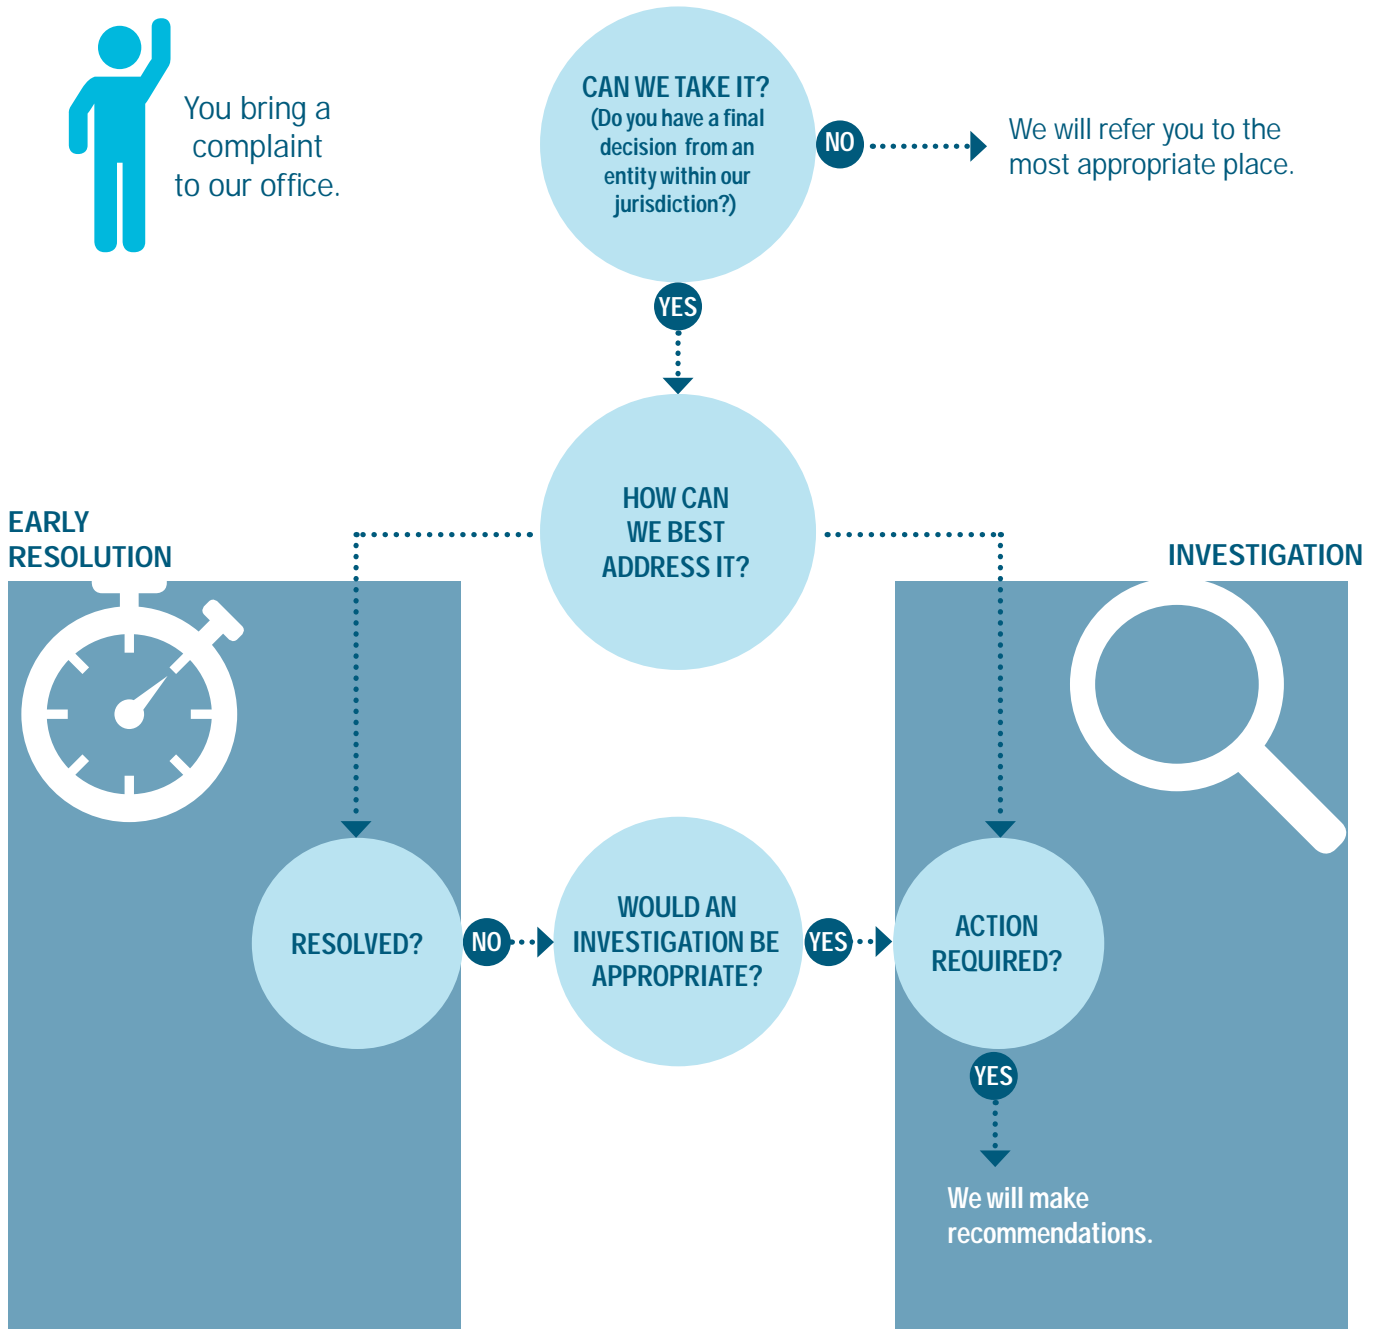 You bring a
complaint
to our office.
CAN WE TAKE IT?
(Do you have a final
decision from an
entity within our
jurisdiction?)
NO
We will refer you to the
most appropriate place.
YES
HOW CAN
WE BEST
ADDRESS IT?
EARLY
RESOLUTION
INVESTIGATION
RESOLVED?
NO
WOULD AN
INVESTIGATION BE
APPROPRIATE?
YES
ACTION
REQUIRED?
YES
We will make
recommendations.